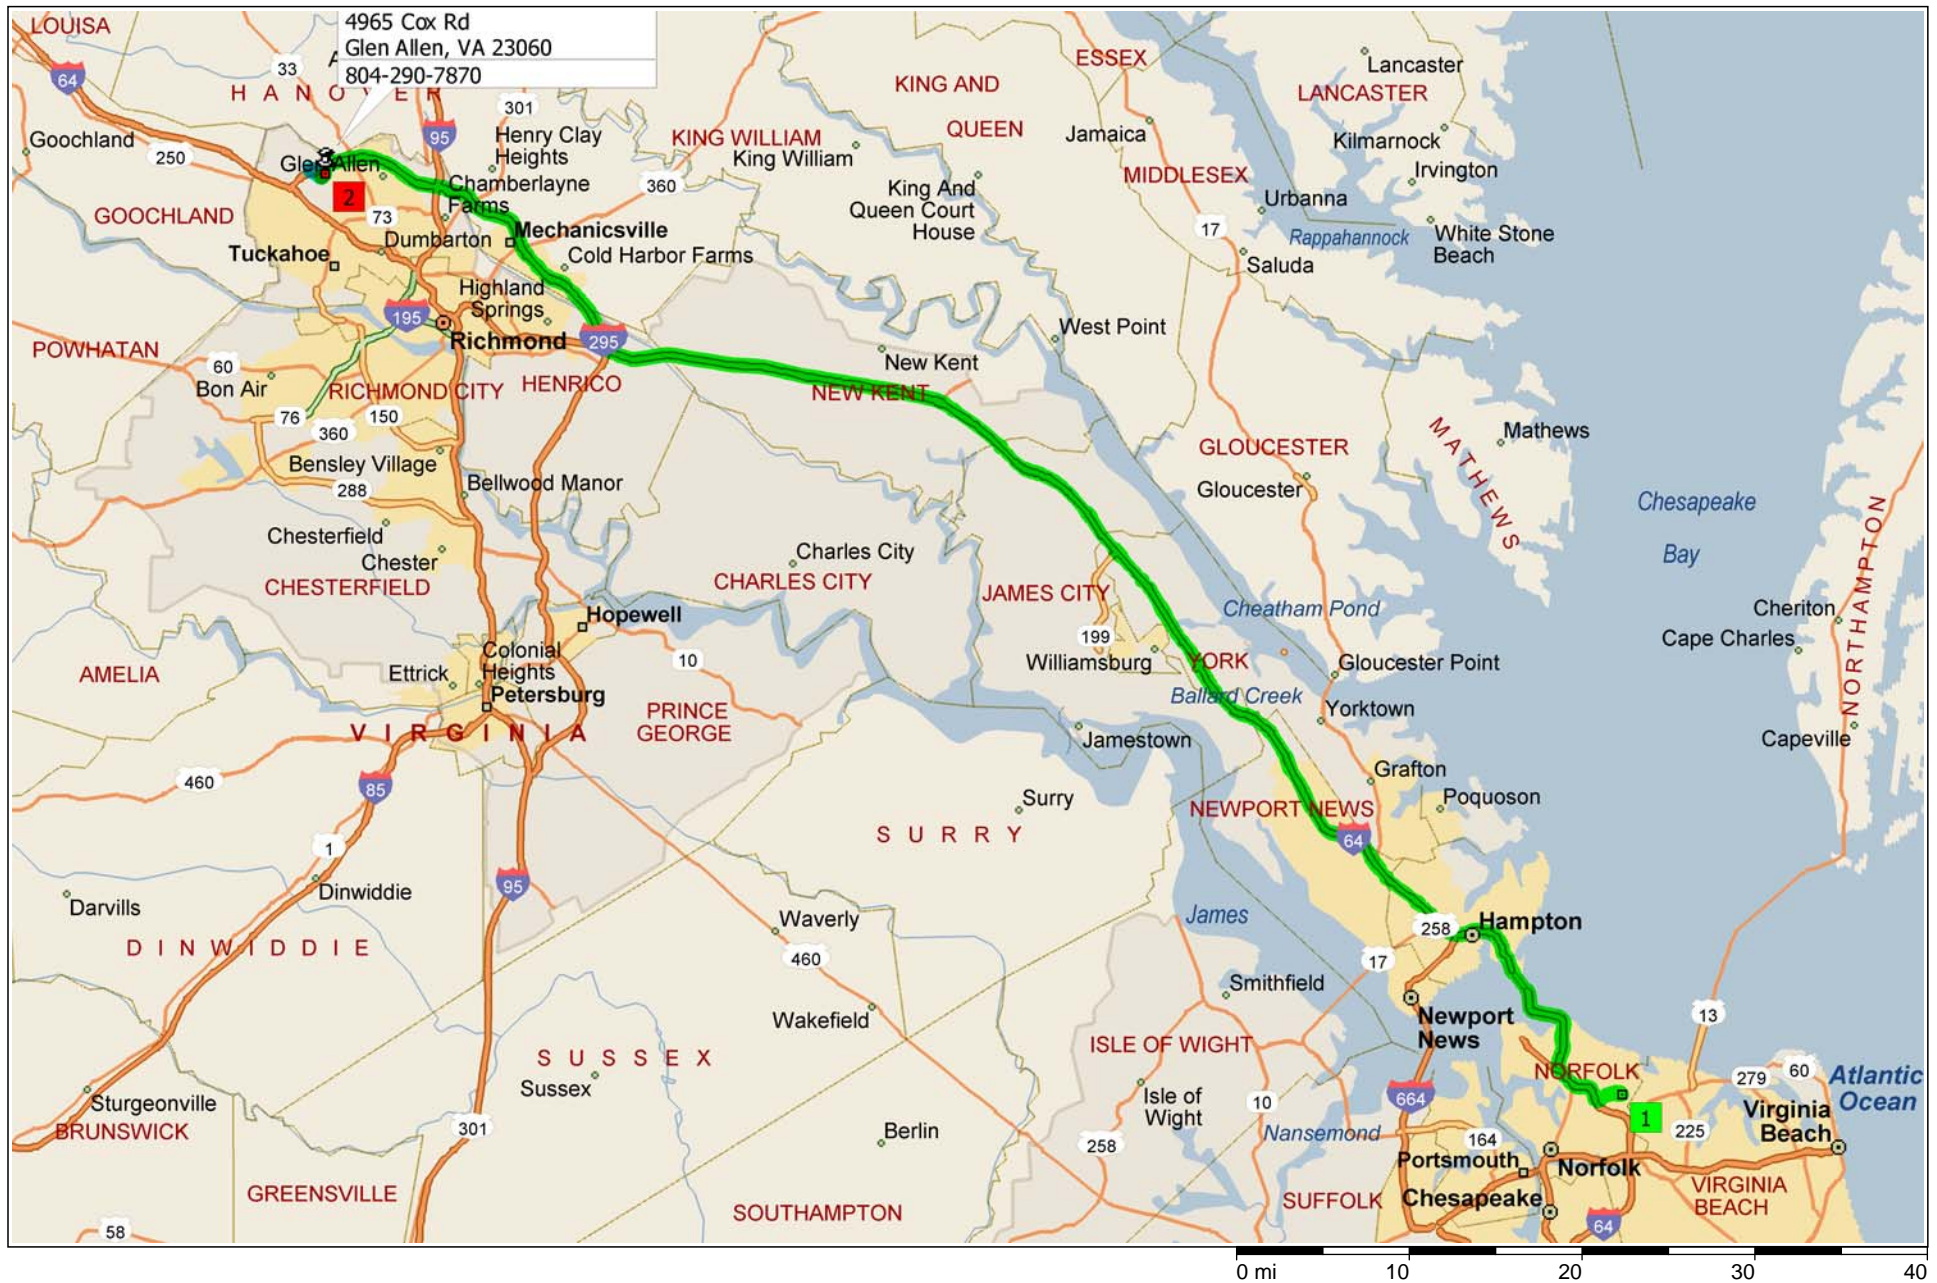 4965 Cox Rd
Glen Allen, VA 23060
804-290-7870
LOUISA
64
33
HANOVER
95
301
Henry Clay
Heights
KING WILLIAM
King William
KING AND
QUEEN
ESSEX
Jamaica
Lancaster
LANCASTER
Kilmarnock
Irvington
Goochland
250
Glen Allen
2
Chamberlayne
Farms
360
King And
Queen Court
House
MIDDLESEX
Urbanna
17
Rappahannock
White Stone
Beach
Saluda
GOOCHLAND
73
Tuckahoe
Dumbarton
Mechanicsville
Cold Harbor Farms
Highland
Springs
195
Richmond
295
West Point
New Kent
POWHATAN
60
Bon Air
RICHMOND CITY
HENRICO
NEW KENT
76
150
360
Bensley Village
288
Bellwood Manor
GLOUCESTER
Gloucester
MATHEWS
Mathews
Chesapeake
Bay
NORTHAMPTON
Chesterfield
Chester
CHESTERFIELD
Charles City
CHARLES CITY
JAMES CITY
Cheatham Pond
Cheriton
Cape Charles
Hopewell
199
Williamsburg
YORK
Gloucester Point
AMELIA
Ettrick
Colonial
Heights
10
Petersburg
PRINCE
GEORGE
Ballard Creek
Yorktown
VIRGINIA
Jamestown
Capeville
460
85
Grafton
Poquoson
Surry
SURRY
NEWPORT NEWS
64
1
Dinwiddie
95
Darvills
DINWIDDIE
Waverly
460
James
258
Hampton
17
Smithfield
Newport
News
13
Wakefield
SUSSEX
Sussex
ISLE OF WIGHT
Isle of
Wight
NORFOLK
279
60
Atlantic
Ocean
664
10
1
225
Virginia
Beach
Sturgeonville
BRUNSWICK
301
Berlin
258
Nansemond
164
Portsmouth
Norfolk
GREENSVILLE
SOUTHAMPTON
SUFFOLK
Chesapeake
VIRGINIA
BEACH
58
64
0 mi
10
20
30
40